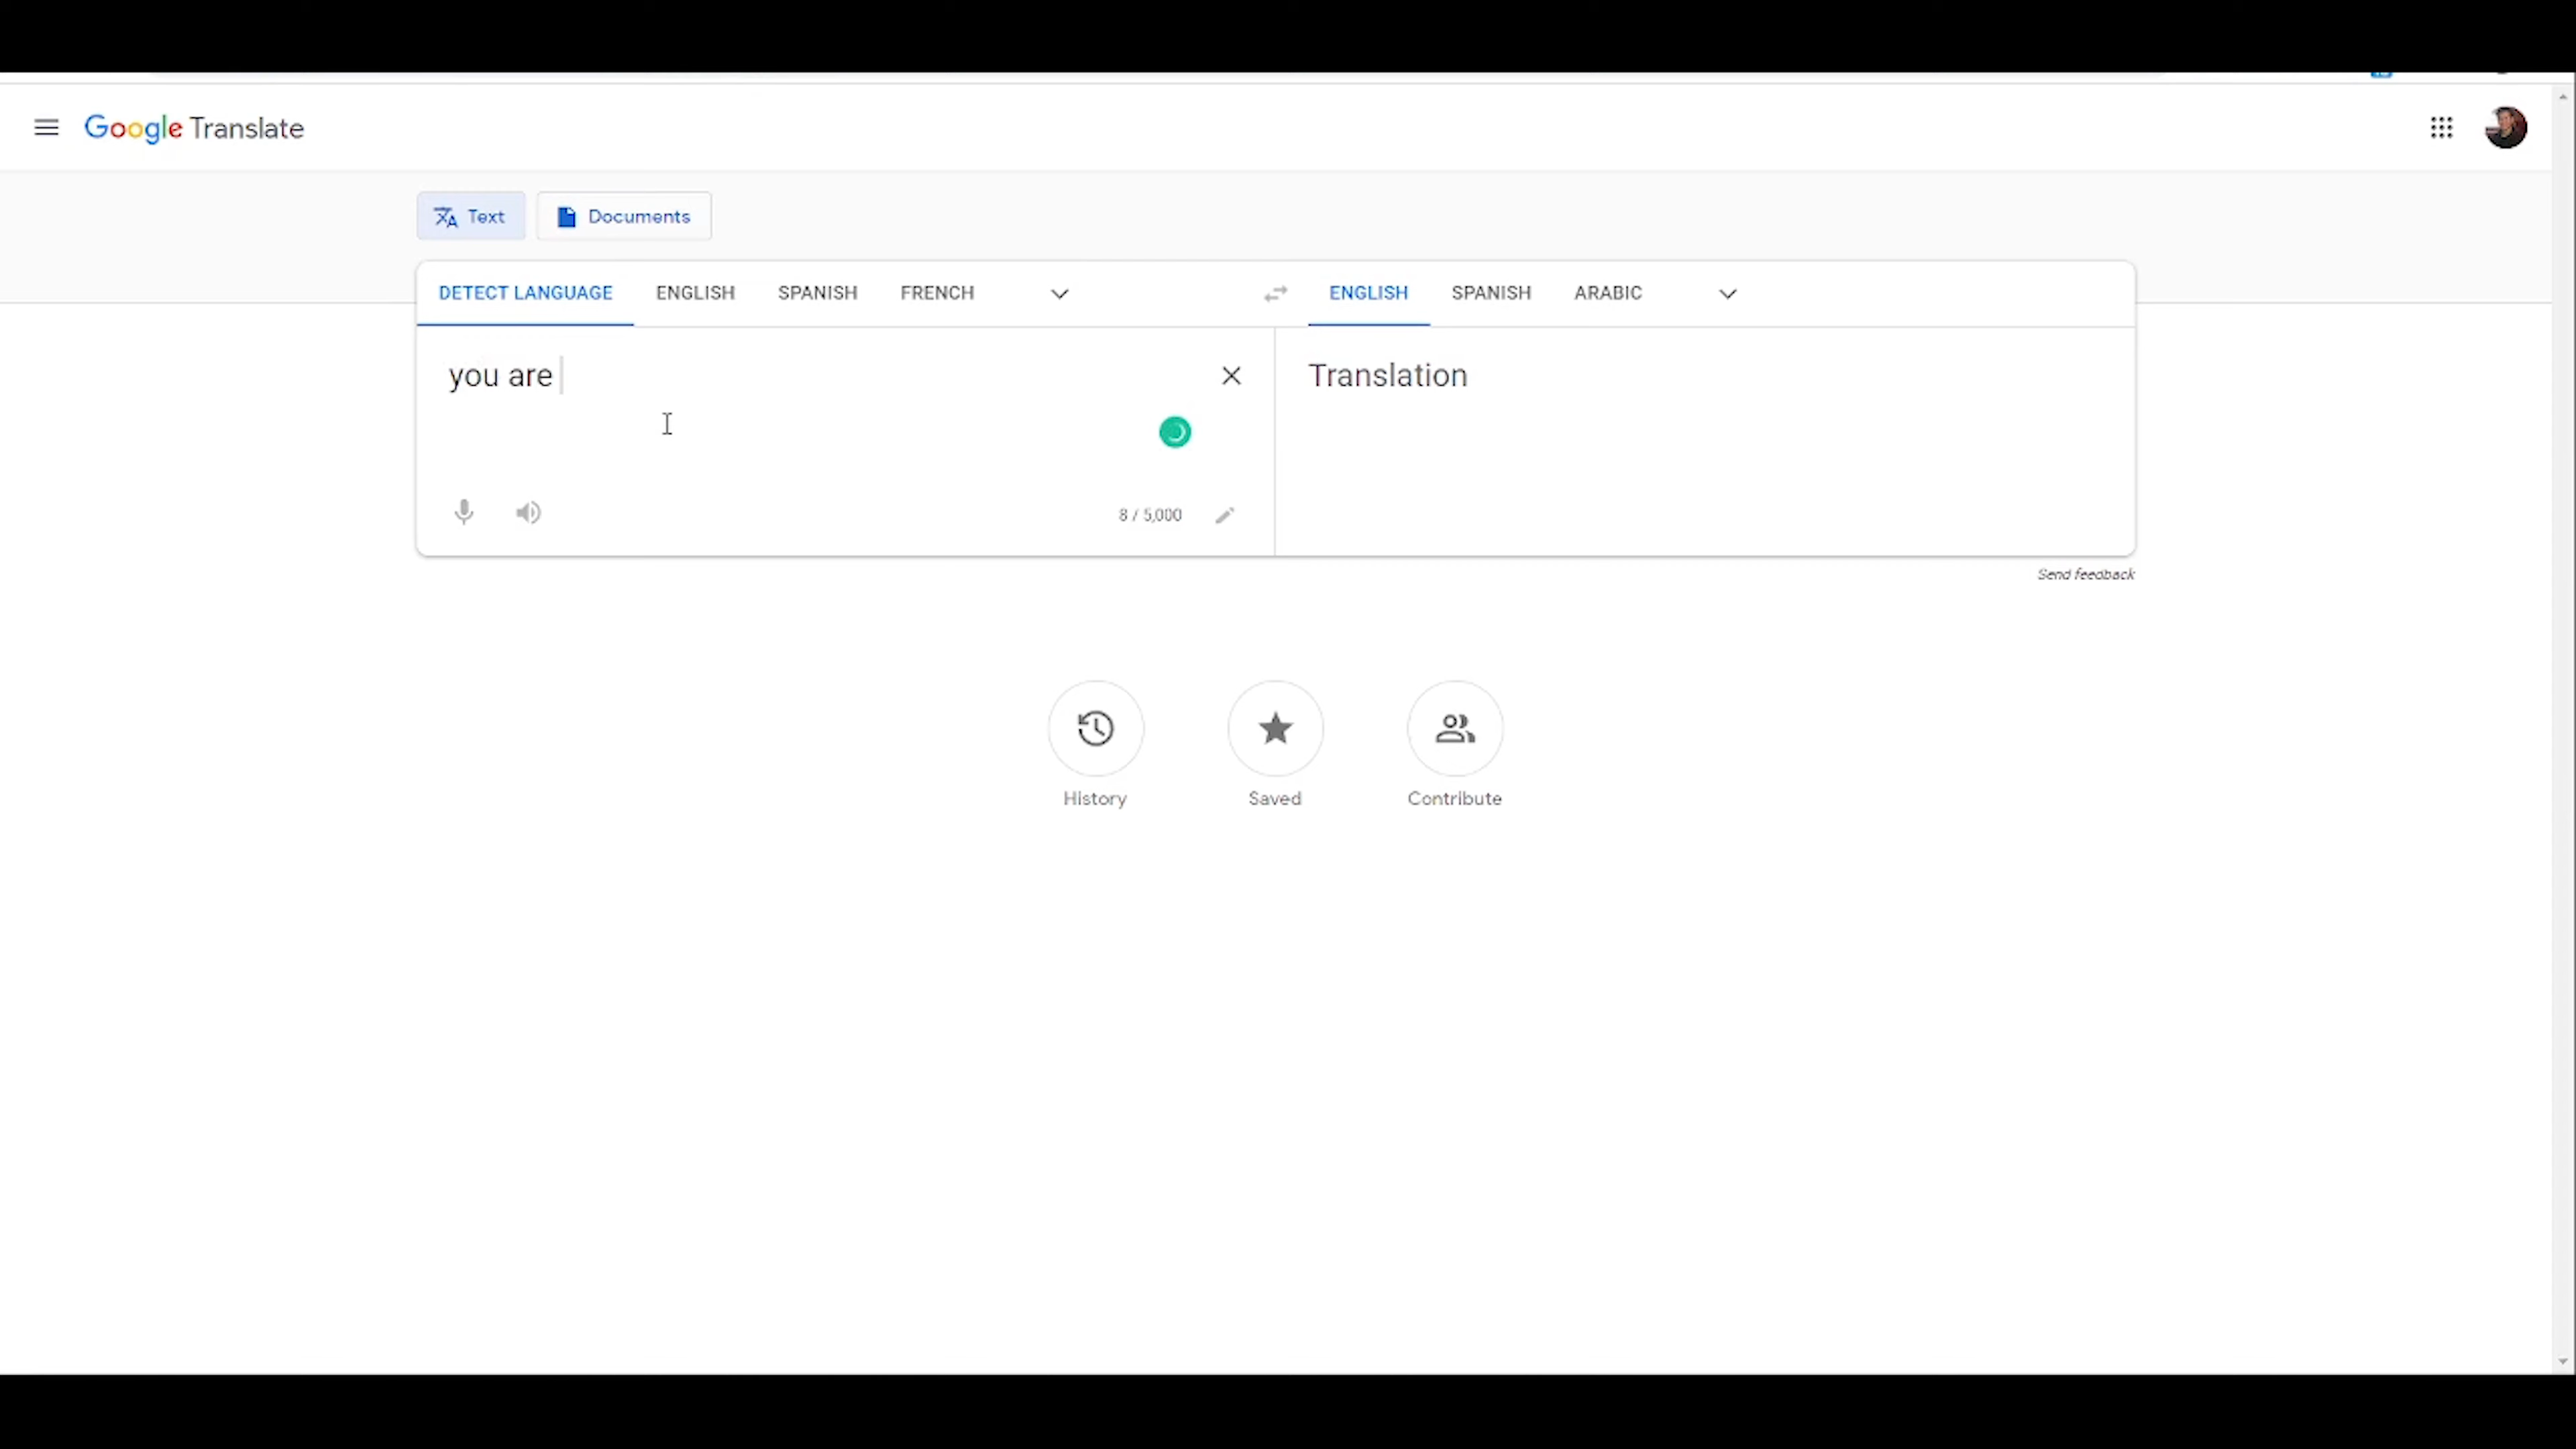 Google Translate
Text
Documents
DETECT LANGUAGE
ENGLISH
SPANISH
FRENCH
ENGLISH
SPANISH
ARABIC
you are
Translation
8 / 5,000
Send feedback
History
Saved
Contribute